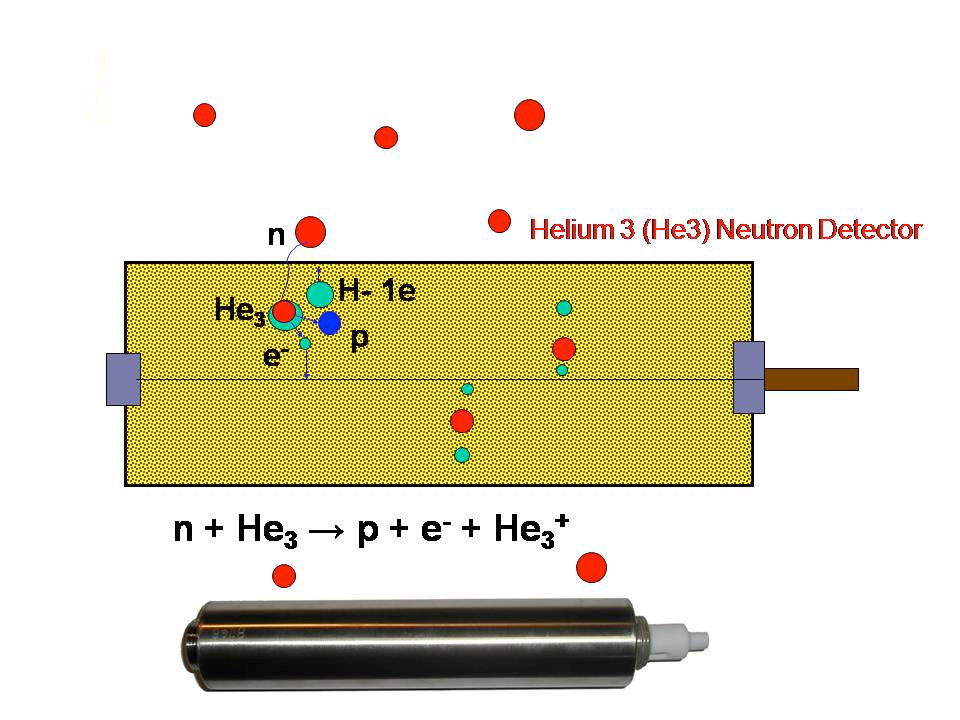 n
Helium 3 (He3) Neutron Detector
H- 1e
He₃
p
e⁻
n + He₃ → p + e⁻ + He₃⁺